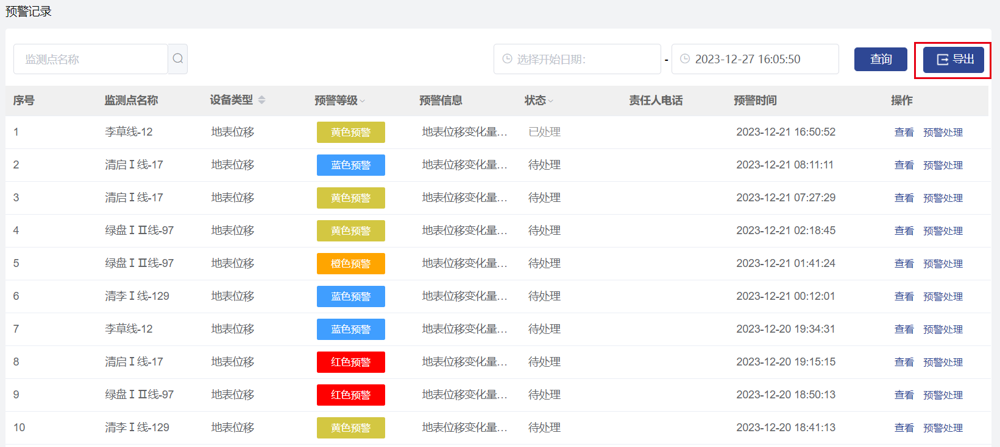 预警记录
监测点名称 选择开始日期: - 2023-12-27 16:05:50 查询 导出
序号 监测点名称 设备类型 预警等级 预警信息 状态 责任人电话 预警时间 操作
1 李草线-12 地表位移 黄色预警 地表位移变化量... 已处理 2023-12-21 16:50:52 查看 预警处理
2 清启Ⅰ线-17 地表位移 蓝色预警 地表位移变化量... 待处理 2023-12-21 08:11:11 查看 预警处理
3 清启Ⅰ线-17 地表位移 黄色预警 地表位移变化量... 待处理 2023-12-21 07:27:29 查看 预警处理
4 绿盘ⅠⅡ线-97 地表位移 黄色预警 地表位移变化量... 待处理 2023-12-21 02:18:45 查看 预警处理
5 绿盘ⅠⅡ线-97 地表位移 橙色预警 地表位移变化量... 待处理 2023-12-21 01:41:24 查看 预警处理
6 清李Ⅰ线-129 地表位移 蓝色预警 地表位移变化量... 待处理 2023-12-21 00:12:01 查看 预警处理
7 李草线-12 地表位移 蓝色预警 地表位移变化量... 待处理 2023-12-20 19:34:31 查看 预警处理
8 清启Ⅰ线-17 地表位移 红色预警 地表位移变化量... 待处理 2023-12-20 19:15:15 查看 预警处理
9 绿盘ⅠⅡ线-97 地表位移 红色预警 地表位移变化量... 待处理 2023-12-20 18:50:13 查看 预警处理
10 清李Ⅰ线-129 地表位移 黄色预警 地表位移变化量... 待处理 2023-12-20 18:41:13 查看 预警处理